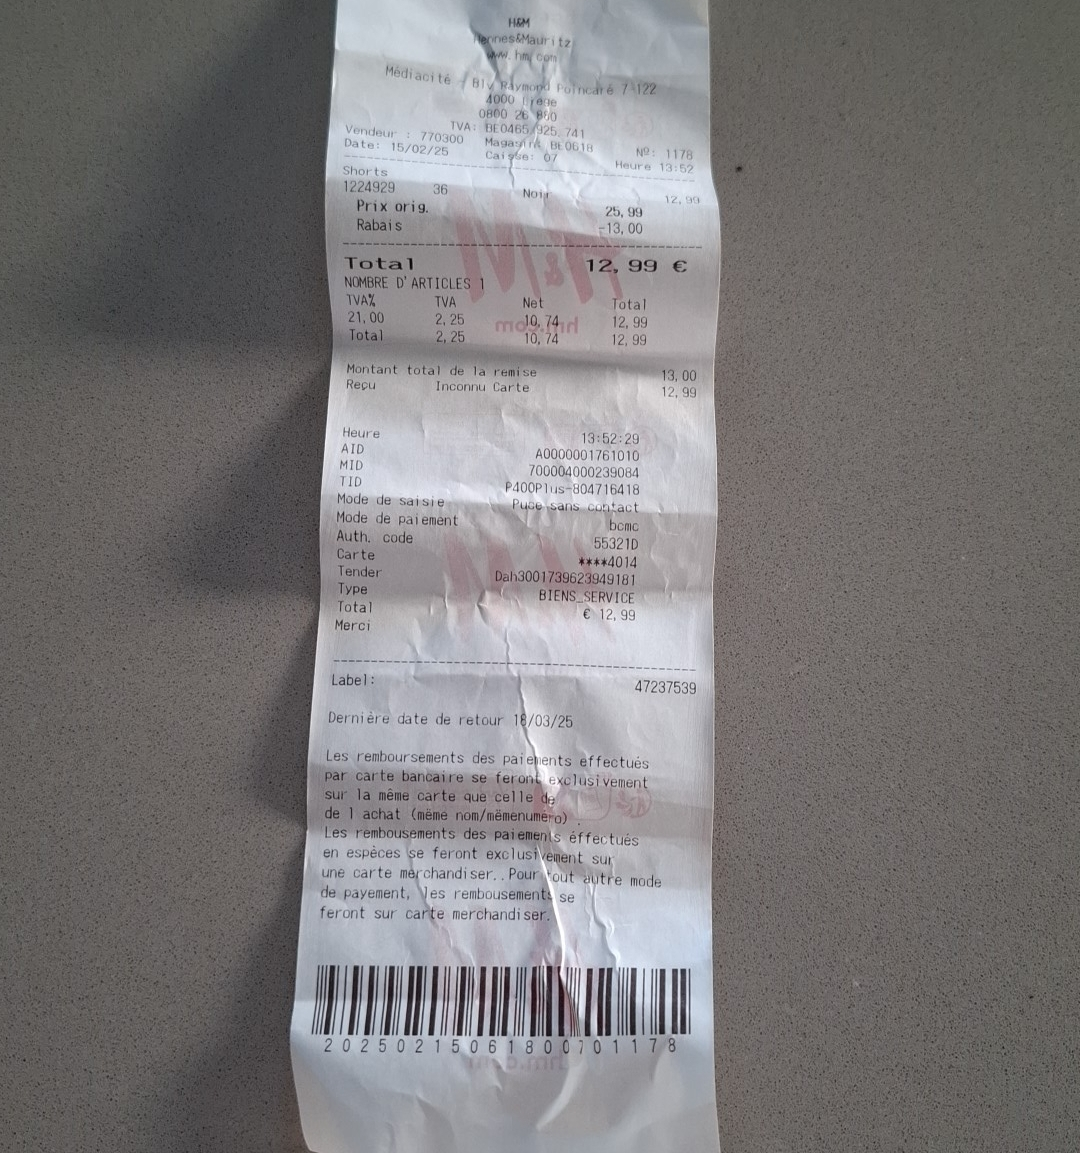 H&M
Hennes&Mauritz
www.hm.com
Médiacité / Blv Raymond Poincaré 7 122
4000 Liège
0800 26 860
TVA: BE0465.925.741
Vendeur : 770300 Magasin: BE0618 Nº: 1178
Date: 15/02/25 Caisse: 07 Heure 13:52
Shorts
1224929 36 Noir 12,99
Prix orig. 25,99
Rabais -13,00
Total 12,99 €
NOMBRE D'ARTICLES 1
TVA% TVA Net Total
21,00 2,25 10,74 12,99
Total 2,25 10,74 12,99
Montant total de la remise 13,00
Reçu Inconnu Carte 12,99
Heure 13:52:29
AID A0000001761010
MID 700004000239084
TID P400Plus-804716418
Mode de saisie Puce sans contact
Mode de paiement bcmc
Auth. code 55321D
Carte ****4014
Tender Dah3001739623949181
Type BIENS_SERVICE
Total € 12,99
Merci
Label: 47237539
Dernière date de retour 18/03/25
Les remboursements des paiements effectués
par carte bancaire se feront exclusivement
sur la même carte que celle de
de l achat (même nom/mêmenuméro) .
Les rembousements des paiements éffectués
en espèces se feront exclusivement sur
une carte merchandiser..Pour tout autre mode
de payement, les rembousements se
feront sur carte merchandiser.
20250215061800701178